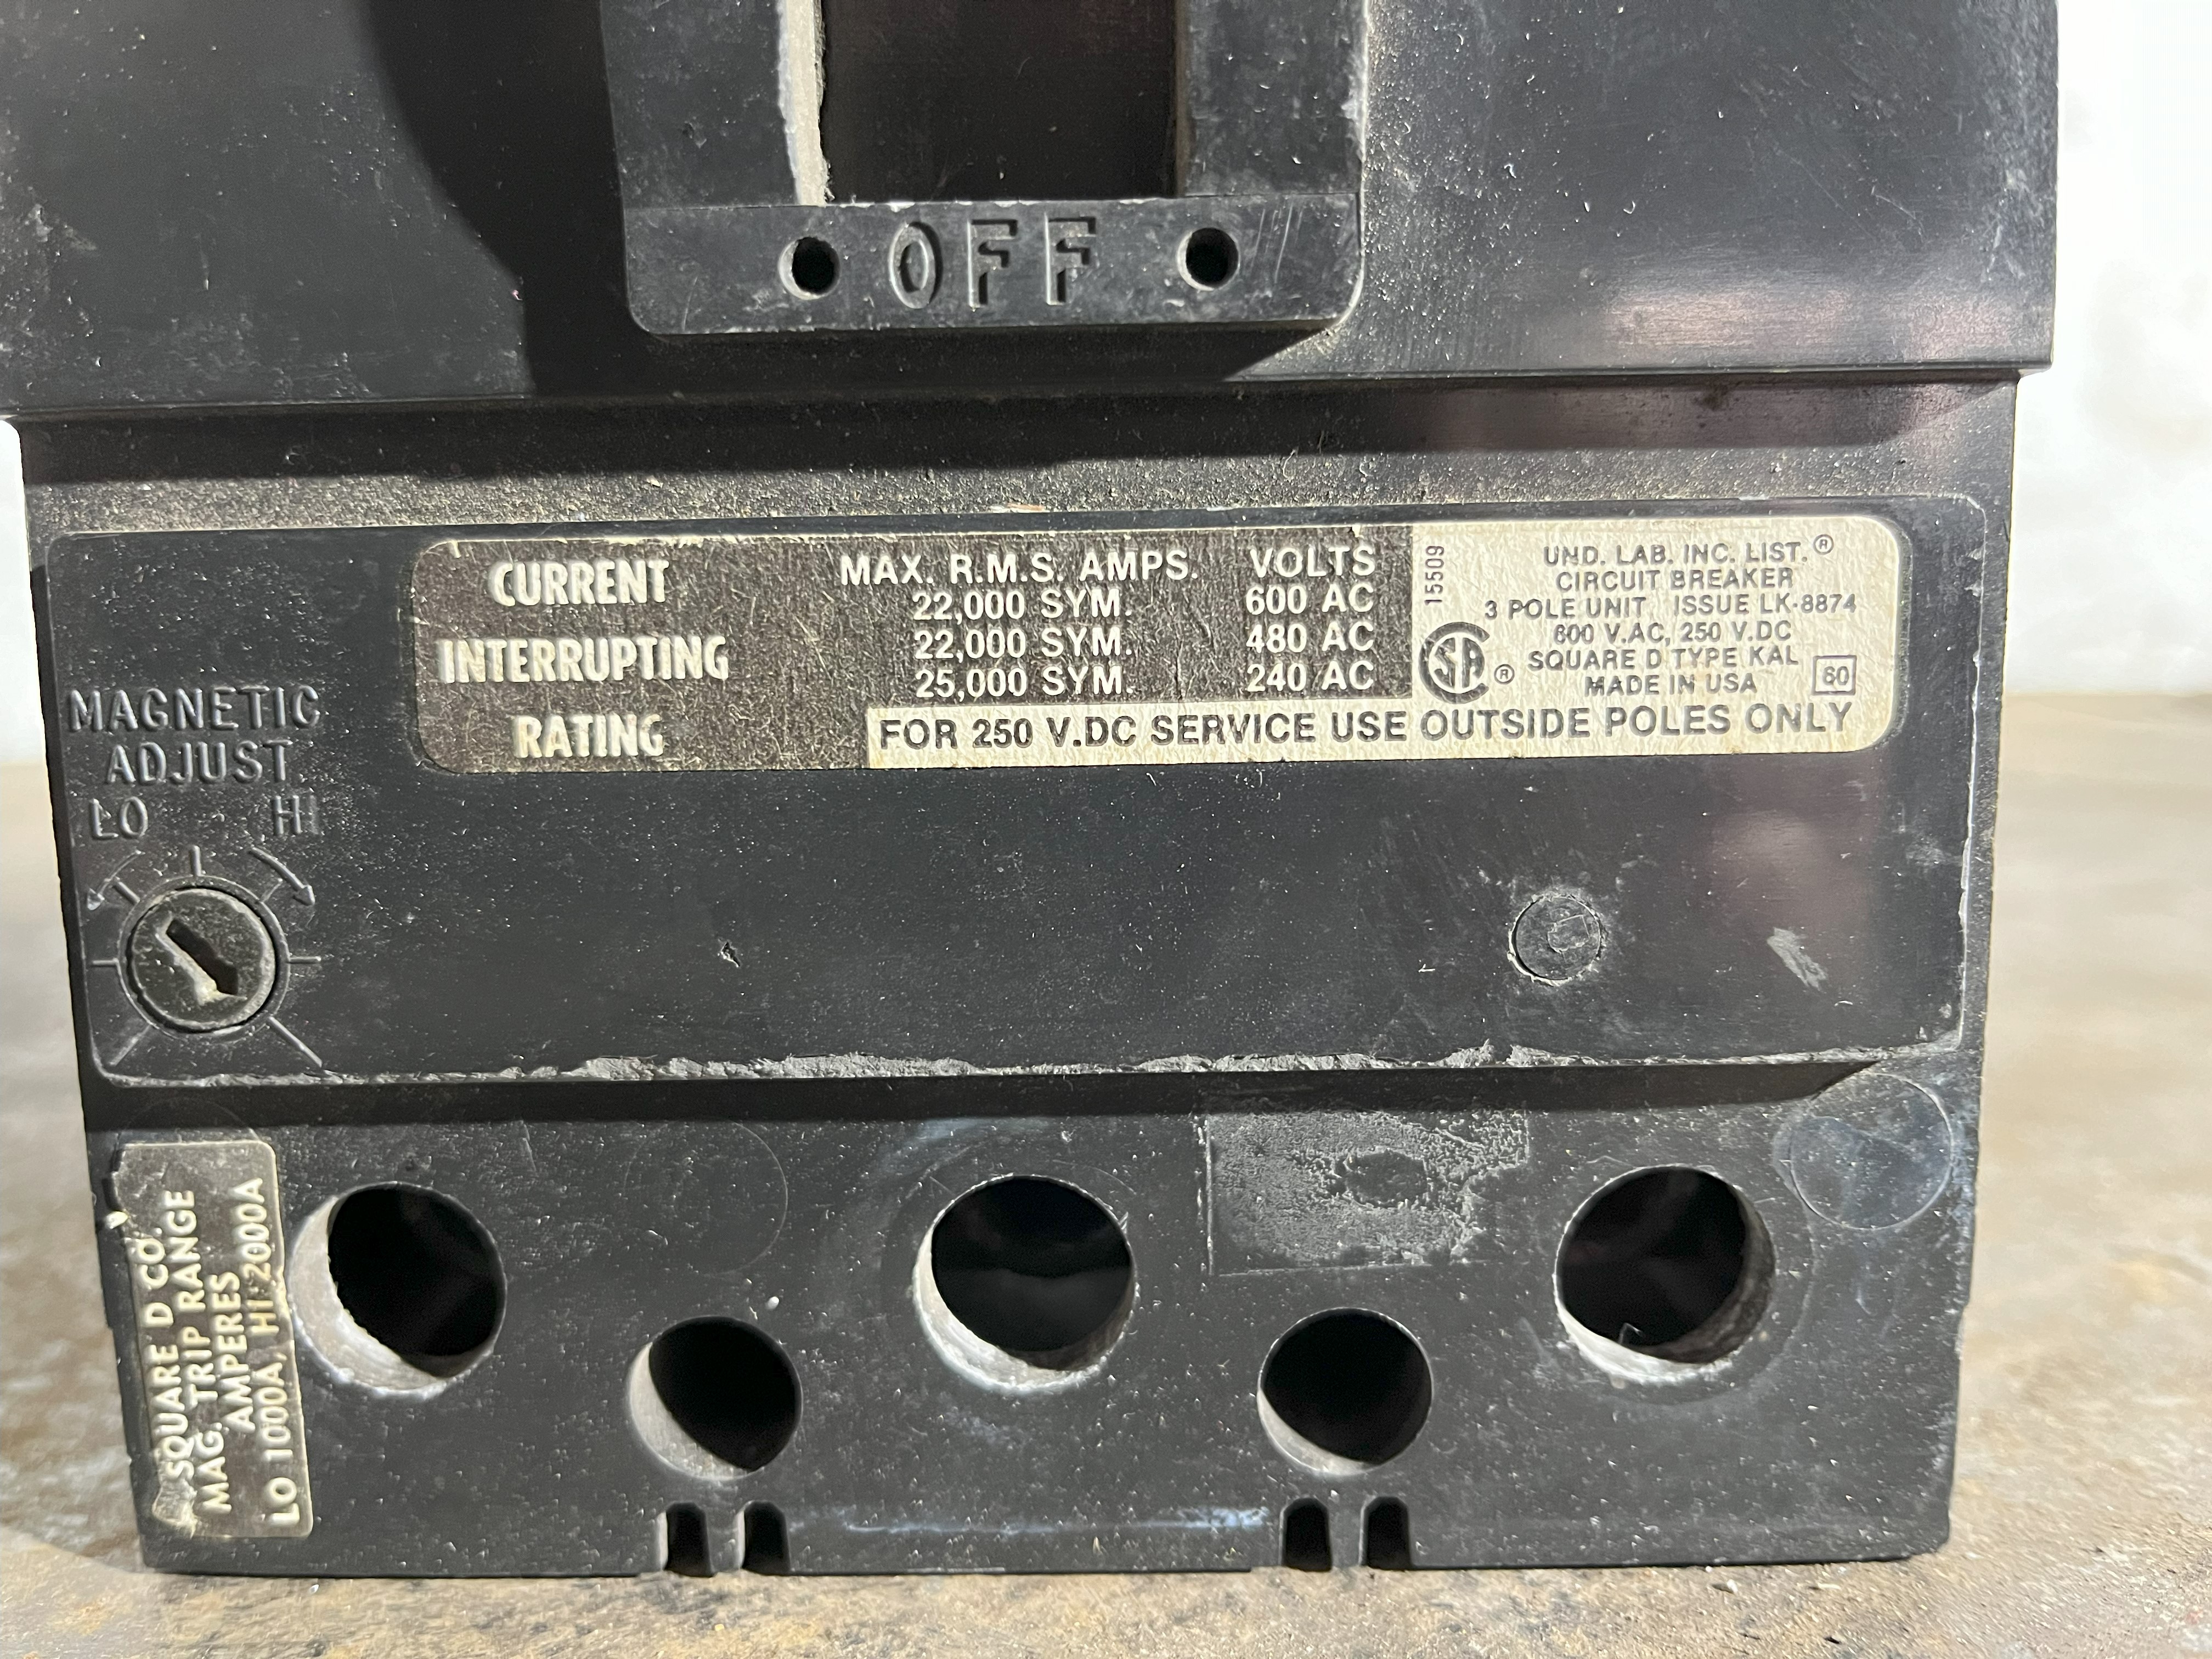 OFF
CURRENT
INTERRUPTING
RATING
MAX. R.M.S. AMPS. VOLTS
22,000 SYM. 600 AC
22,000 SYM. 480 AC
25,000 SYM. 240 AC
15509
UND. LAB. INC. LIST.®
CIRCUIT BREAKER
3 POLE UNIT ISSUE LK-8874
600 V.AC, 250 V.DC
SQUARE D TYPE KAL
MADE IN USA
SA ®
60
FOR 250 V.DC SERVICE USE OUTSIDE POLES ONLY
MAGNETIC
ADJUST
LO HI
SQUARE D CO.
MAG. TRIP RANGE
AMPERES
LO 1000A, HI 2000A